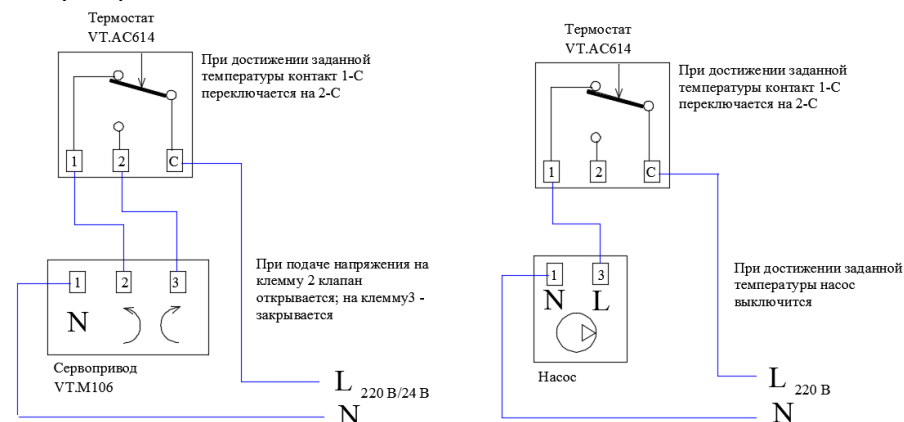 Термостат
VT.AC614
При достижении заданной
температуры контакт 1-С
переключается на 2-С
1
2
С
При подаче напряжения на
клемму 2 клапан
открывается; на клемму3 -
закрывается
1
2
3
N
Сервопривод
VT.M106
L
220 В/24 В
N
Термостат
VT.AC614
При достижении заданной
температуры контакт 1-С
переключается на 2-С
1
2
С
1
3
N
L
При достижении заданной
температуры насос
выключится
Насос
L
220 В
N